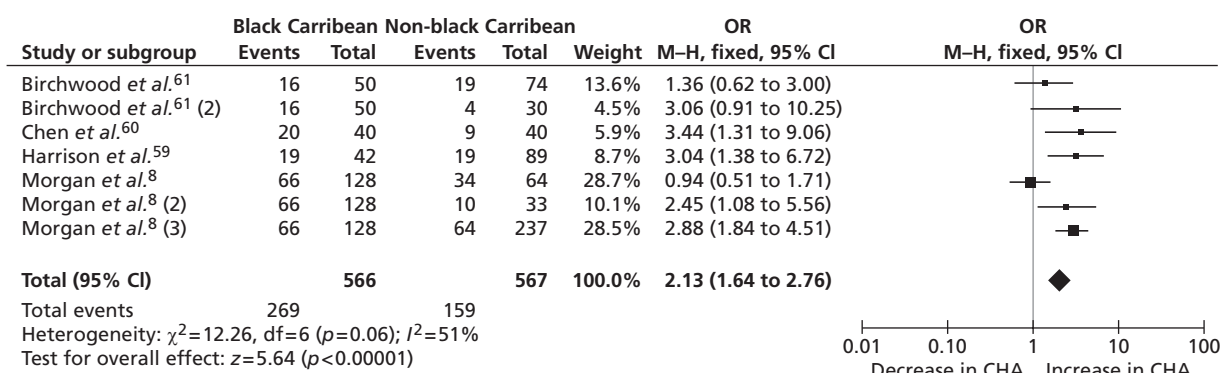 Black Carribean Non-black Carribean OR OR
Study or subgroup Events Total Events Total Weight M–H, fixed, 95% CI M–H, fixed, 95% CI
Birchwood et al.61 16 50 19 74 13.6% 1.36 (0.62 to 3.00)
Birchwood et al.61 (2) 16 50 4 30 4.5% 3.06 (0.91 to 10.25)
Chen et al.60 20 40 9 40 5.9% 3.44 (1.31 to 9.06)
Harrison et al.59 19 42 19 89 8.7% 3.04 (1.38 to 6.72)
Morgan et al.8 66 128 34 64 28.7% 0.94 (0.51 to 1.71)
Morgan et al.8 (2) 66 128 10 33 10.1% 2.45 (1.08 to 5.56)
Morgan et al.8 (3) 66 128 64 237 28.5% 2.88 (1.84 to 4.51)
Total (95% CI) 566 567 100.0% 2.13 (1.64 to 2.76)
Total events 269 159
Heterogeneity: χ2=12.26, df=6 (p=0.06); I2=51%
Test for overall effect: z=5.64 (p<0.00001)
0.01 0.10 1 10 100
Decrease in CHA Increase in CHA